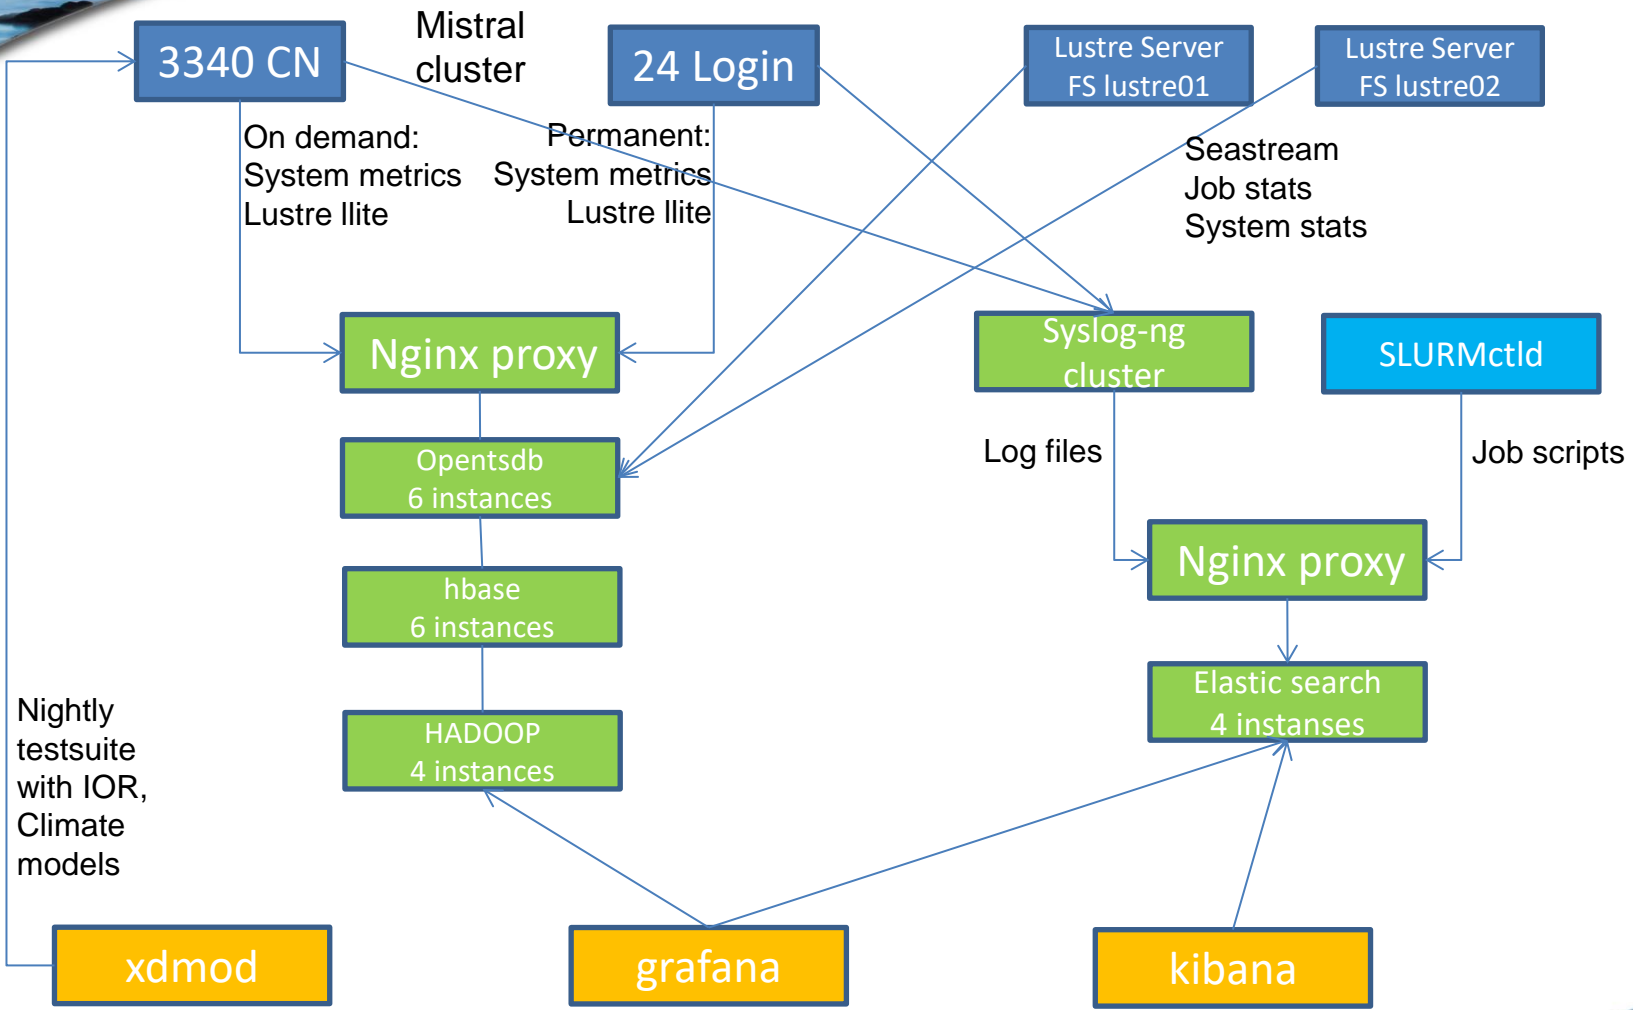 Mistral
cluster
3340 CN
24 Login
Lustre Server
FS lustre01
Lustre Server
FS lustre02
On demand:
System metrics
Lustre llite
Permanent:
System metrics
Lustre llite
Seastream
Job stats
System stats
Nginx proxy
Syslog-ng
cluster
SLURMctld
Opentsdb
6 instances
Log files
Job scripts
Nginx proxy
hbase
6 instances
Elastic search
4 instanses
HADOOP
4 instances
Nightly
testsuite
with IOR,
Climate
models
xdmod
grafana
kibana